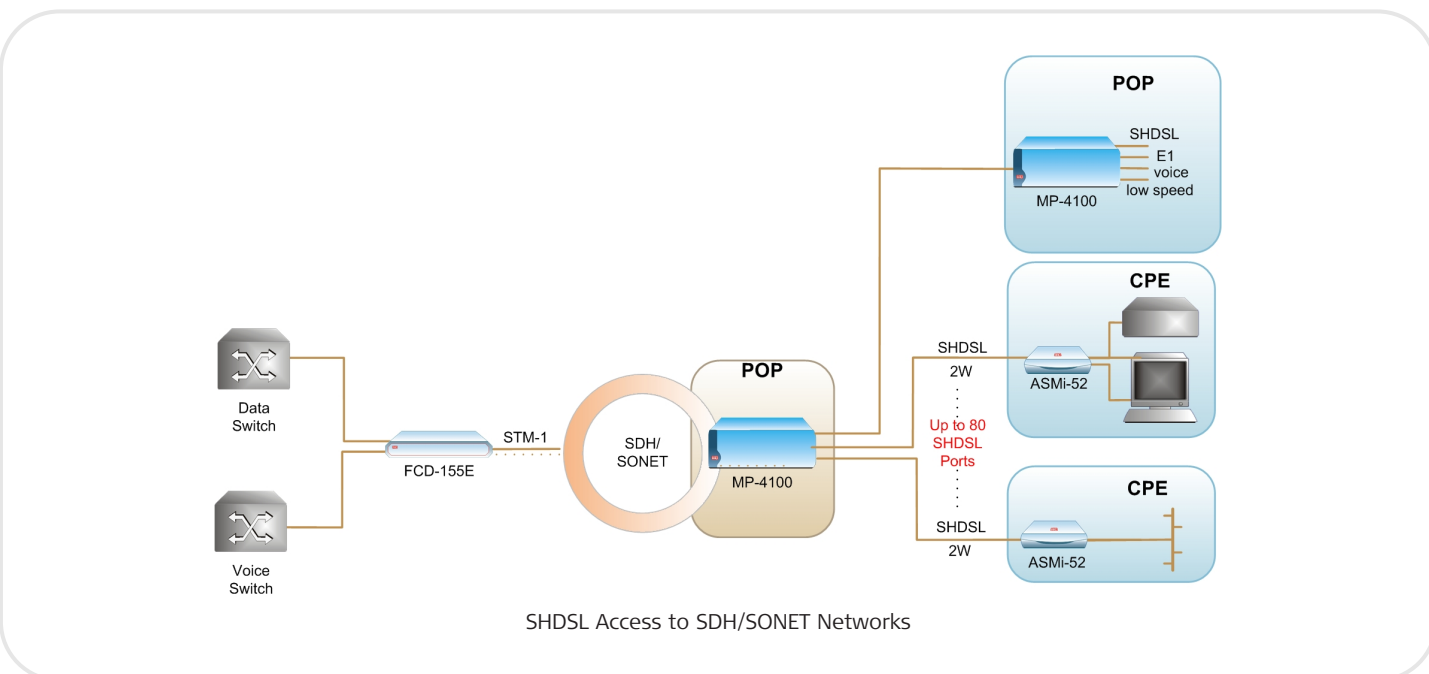 POP
SHDSL
E1
voice
low speed
MP-4100
CPE
SHDSL
2W
ASMi-52
Up to 80
SHDSL
Ports
Data
Switch
STM-1
FCD-155E
SDH/
SONET
POP
MP-4100
CPE
SHDSL
2W
ASMi-52
Voice
Switch
SHDSL Access to SDH/SONET Networks